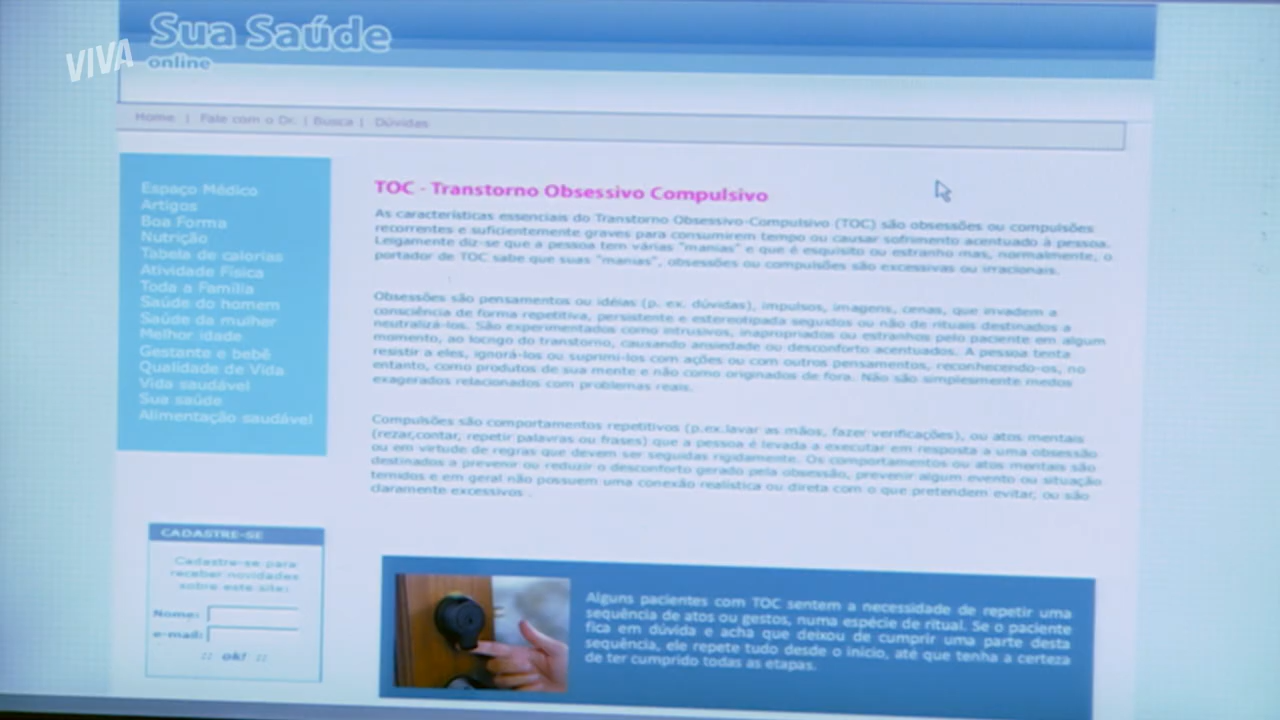 VIVA
Sua Saúde
online
Home | Fale com o Dr. | Busca | Dúvidas
Espaço Médico
Artigos
Boa Forma
Nutrição
Tabela de calorias
Atividade Física
Toda a Família
Saúde do homem
Saúde da mulher
Melhor idade
Gestante e bebê
Qualidade de Vida
Vida saudável
Sua saúde
Alimentação saudável
CADASTRE-SE
Cadastre-se para
receber novidades
sobre este site:
Nome:
e-mail:
:: ok! ::
TOC - Transtorno Obsessivo Compulsivo
As características essenciais do Transtorno Obsessivo-Compulsivo (TOC) são obsessões ou compulsões
recorrentes e suficientemente graves para consumirem tempo ou causar sofrimento acentuado à pessoa.
Leigamente diz-se que a pessoa tem várias "manias" e que é esquisito ou estranho mas, normalmente, o
portador de TOC sabe que suas "manias", obsessões ou compulsões são excessivas ou irracionais.
Obsessões são pensamentos ou idéias (p. ex. dúvidas), impulsos, imagens, cenas, que invadem a
consciência de forma repetitiva, persistente e estereotipada seguidos ou não de rituais destinados a
neutralizá-los. São experimentados como intrusivos, inapropriados ou estranhos pelo paciente em algum
momento, ao locngo do transtorno, causando ansiedade ou desconforto acentuados. A pessoa tenta
resistir a eles, ignorá-los ou suprimi-los com ações ou com outros pensamentos, reconhecendo-os, no
entanto, como produtos de sua mente e não como originados de fora. Não são simplesmente medos
exagerados relacionados com problemas reais.
Compulsões são comportamentos repetitivos (p.ex.lavar as mãos, fazer verificações), ou atos mentais
(rezar,contar, repetir palavras ou frases) que a pessoa é levada a executar em resposta a uma obsessão
ou em virtude de regras que devem ser seguidas rigidamente. Os comportamentos ou atos mentais são
destinados a prevenir ou reduzir o desconforto gerado pela obsessão, prevenir algum evento ou situação
temidos e em geral não possuem uma conexão realística ou direta com o que pretendem evitar, ou são
claramente excessivos .
Alguns pacientes com TOC sentem a necessidade de repetir uma
sequência de atos ou gestos, numa espécie de ritual. Se o paciente
fica em dúvida e acha que deixou de cumprir uma parte desta
sequência, ele repete tudo desde o inicio, até que tenha a certeza
de ter cumprido todas as etapas.